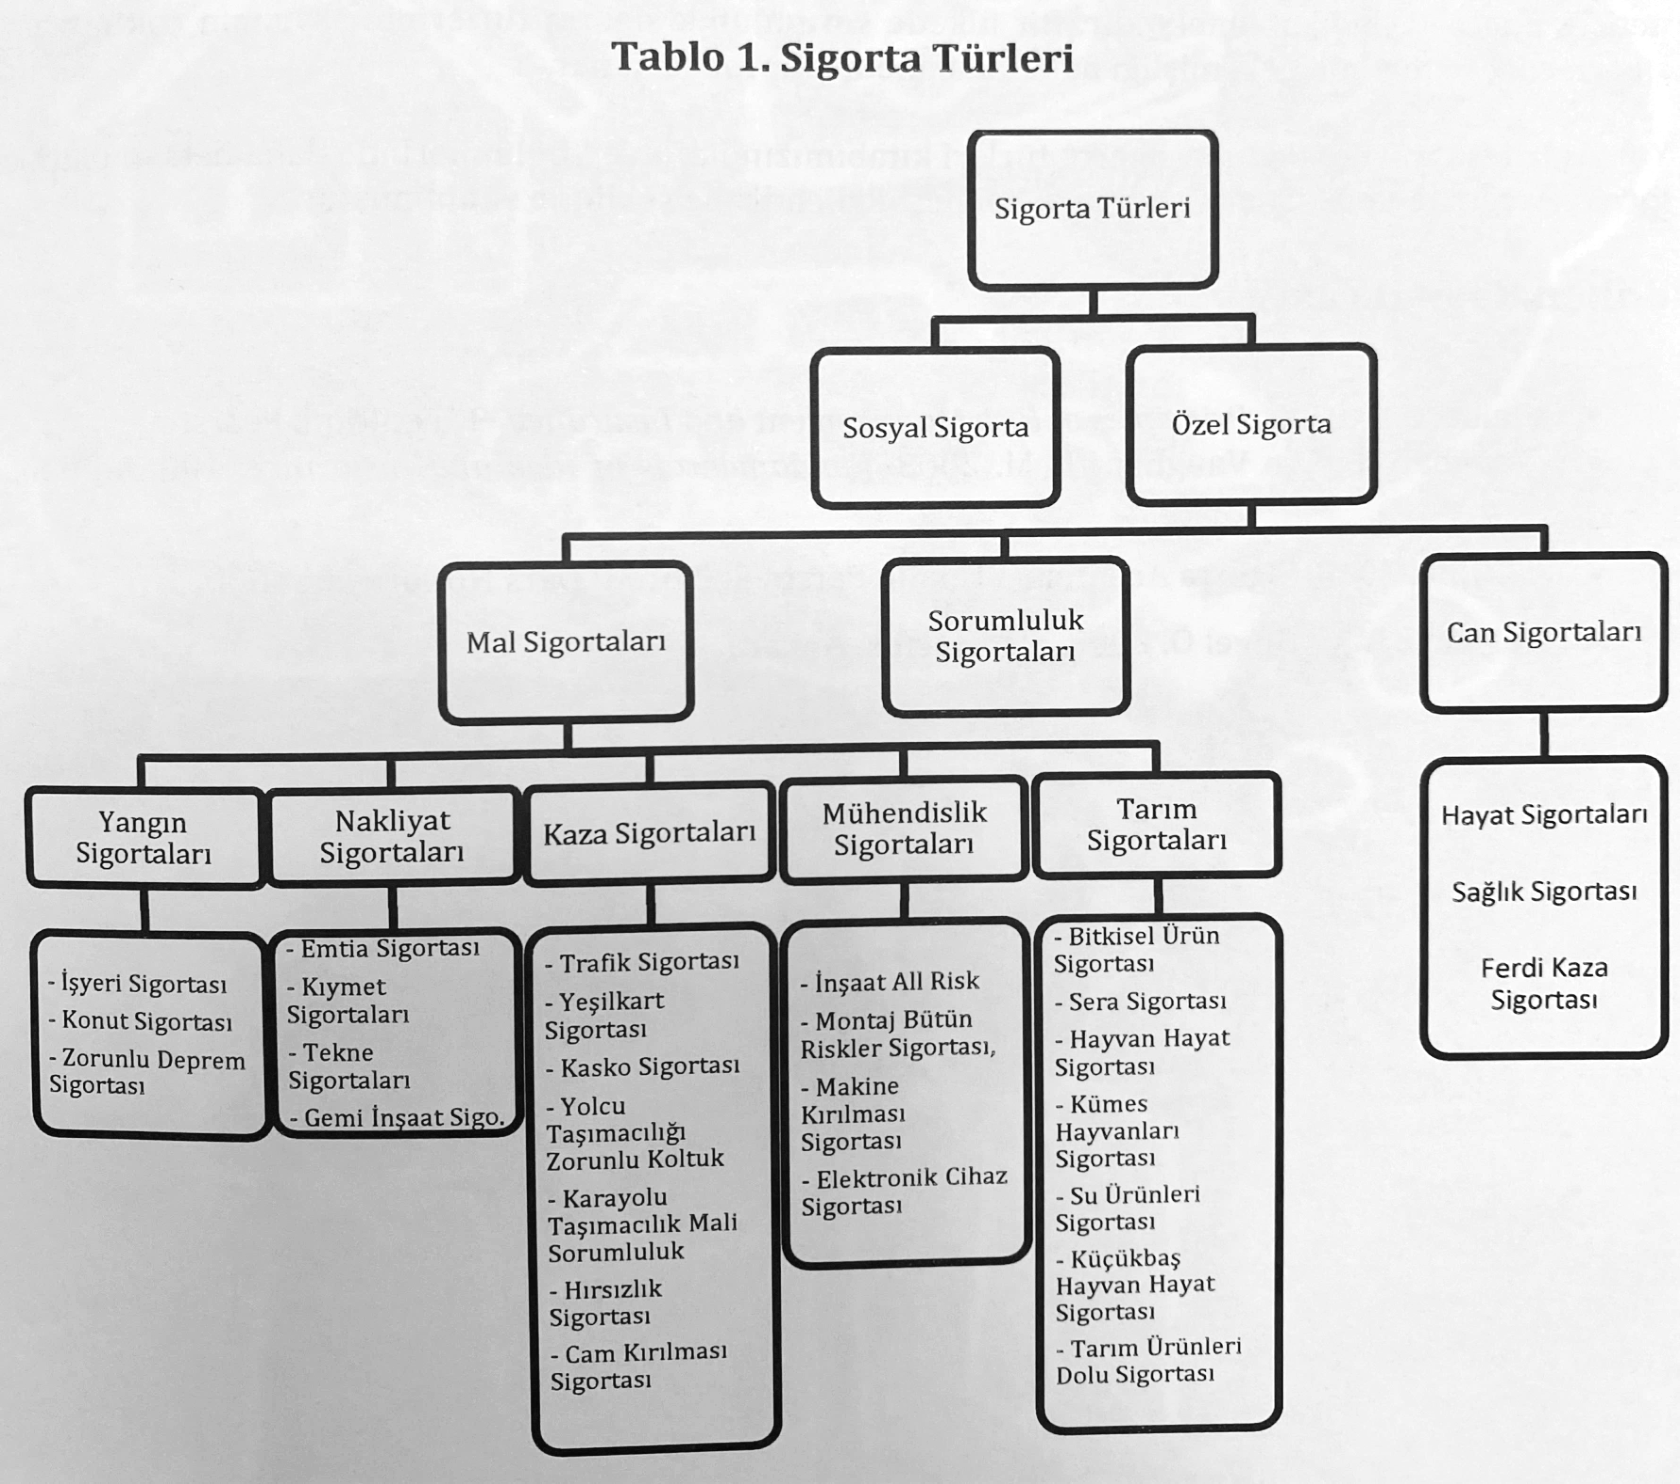 Tablo 1. Sigorta Türleri
Sigorta Türleri
Sosyal Sigorta
Özel Sigorta
Mal Sigortaları
Sorumluluk
Sigortaları
Can Sigortaları
Yangın
Sigortaları
Nakliyat
Sigortaları
Kaza Sigortaları
Mühendislik
Sigortaları
Tarım
Sigortaları
Hayat Sigortaları
Sağlık Sigortası
Ferdi Kaza
Sigortası
- İşyeri Sigortası
- Konut Sigortası
- Zorunlu Deprem
Sigortası
- Emtia Sigortası
- Kıymet
Sigortaları
- Tekne
Sigortaları
- Gemi İnşaat Sigo.
- Trafik Sigortası
- Yeşilkart
Sigortası
- Kasko Sigortası
- Yolcu
Taşımacılığı
Zorunlu Koltuk
- Karayolu
Taşımacılık Mali
Sorumluluk
- Hırsızlık
Sigortası
- Cam Kırılması
Sigortası
- İnşaat All Risk
- Montaj Bütün
Riskler Sigortası,
- Makine
Kırılması
Sigortası
- Elektronik Cihaz
Sigortası
- Bitkisel Ürün
Sigortası
- Sera Sigortası
- Hayvan Hayat
Sigortası
- Kümes
Hayvanları
Sigortası
- Su Ürünleri
Sigortası
- Küçükbaş
Hayvan Hayat
Sigortası
- Tarım Ürünleri
Dolu Sigortası